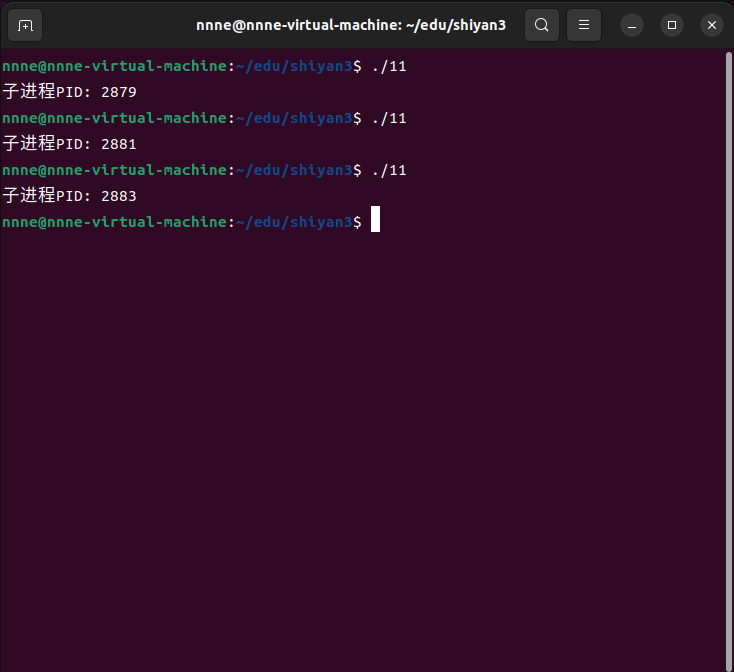 nnne@nnne-virtual-machine: ~/edu/shiyan3
nnne@nnne-virtual-machine:~/edu/shiyan3$ ./11
子进程PID: 2879
nnne@nnne-virtual-machine:~/edu/shiyan3$ ./11
子进程PID: 2881
nnne@nnne-virtual-machine:~/edu/shiyan3$ ./11
子进程PID: 2883
nnne@nnne-virtual-machine:~/edu/shiyan3$